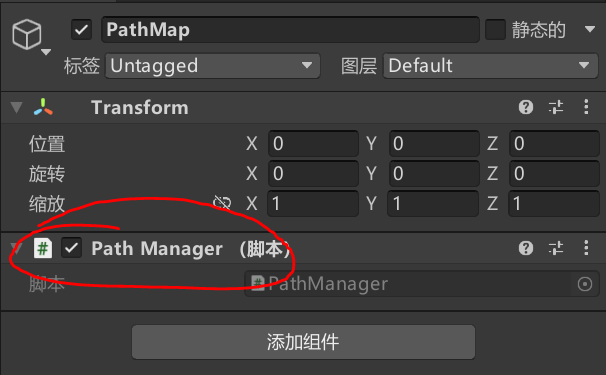 PathMap 静态的
标签 Untagged 图层 Default
Transform
位置 X 0 Y 0 Z 0
旋转 X 0 Y 0 Z 0
缩放 X 1 Y 1 Z 1
# Path Manager （脚本）
脚本 # PathManager
添加组件